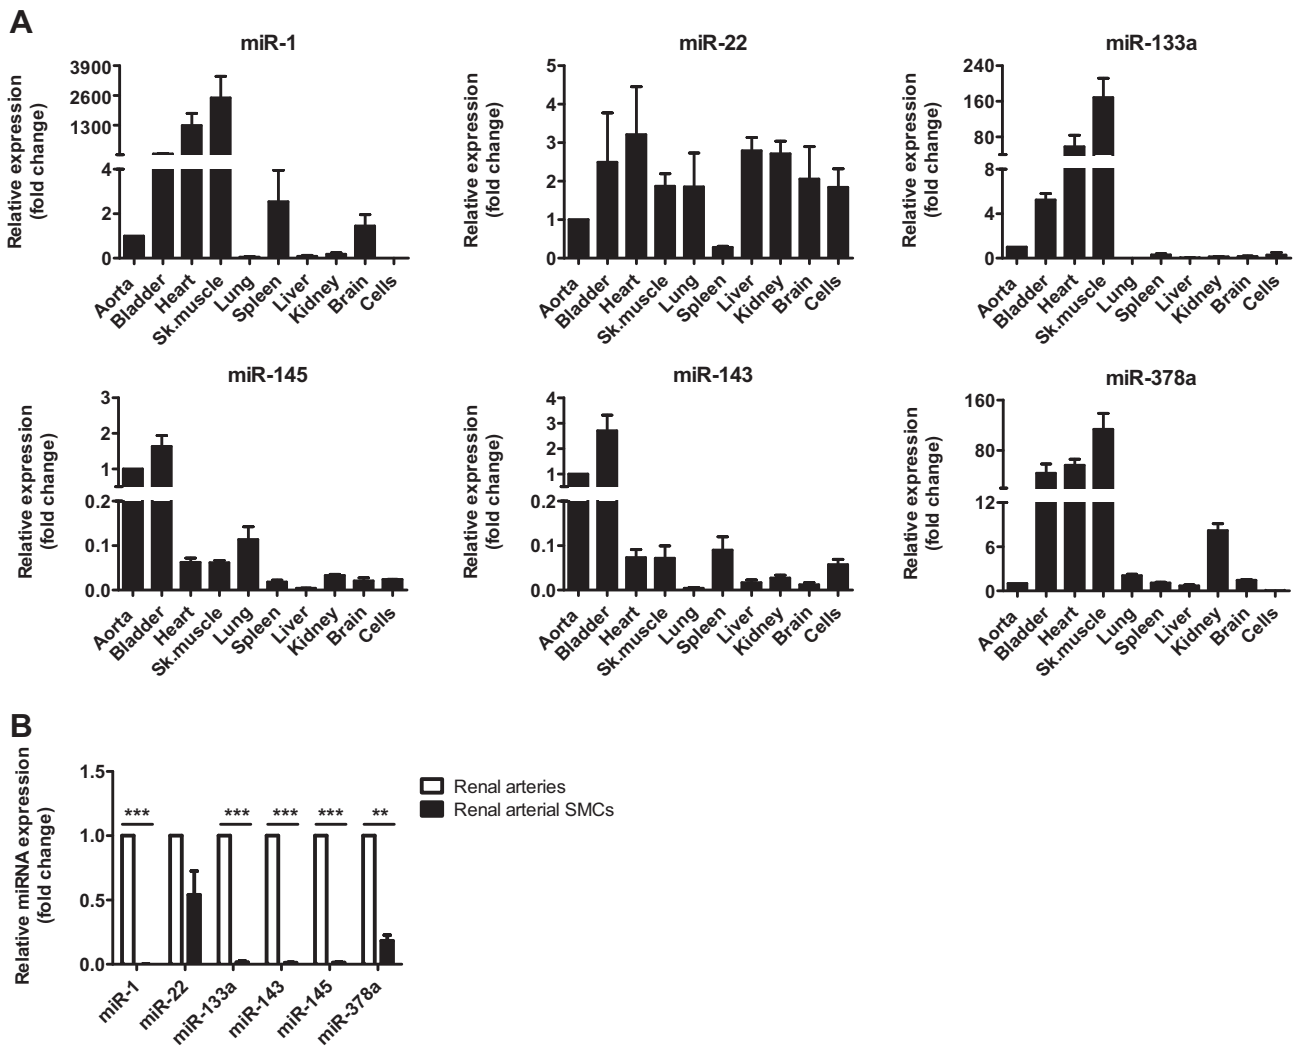 A
miR-1
Relative expression
(fold change)
3900
2600
1300
4
2
0
Aorta
Bladder
Heart
Sk.muscle
Lung
Spleen
Liver
Kidney
Brain
Cells
miR-22
Relative expression
(fold change)
5
4
3
2
1
0
Aorta
Bladder
Heart
Sk.muscle
Lung
Spleen
Liver
Kidney
Brain
Cells
miR-133a
Relative expression
(fold change)
240
160
80
8
4
0
Aorta
Bladder
Heart
Sk.muscle
Lung
Spleen
Liver
Kidney
Brain
Cells
miR-145
Relative expression
(fold change)
3
2
1
0.2
0.1
0.0
Aorta
Bladder
Heart
Sk.muscle
Lung
Spleen
Liver
Kidney
Brain
Cells
miR-143
Relative expression
(fold change)
4
3
2
1
0.2
0.1
0.0
Aorta
Bladder
Heart
Sk.muscle
Lung
Spleen
Liver
Kidney
Brain
Cells
miR-378a
Relative expression
(fold change)
160
80
12
6
0
Aorta
Bladder
Heart
Sk.muscle
Lung
Spleen
Liver
Kidney
Brain
Cells
B
Relative miRNA expression
(fold change)
1.5
1.0
0.5
0.0
*** *** *** *** **
miR-1
miR-22
miR-133a
miR-143
miR-145
miR-378a
Renal arteries
Renal arterial SMCs